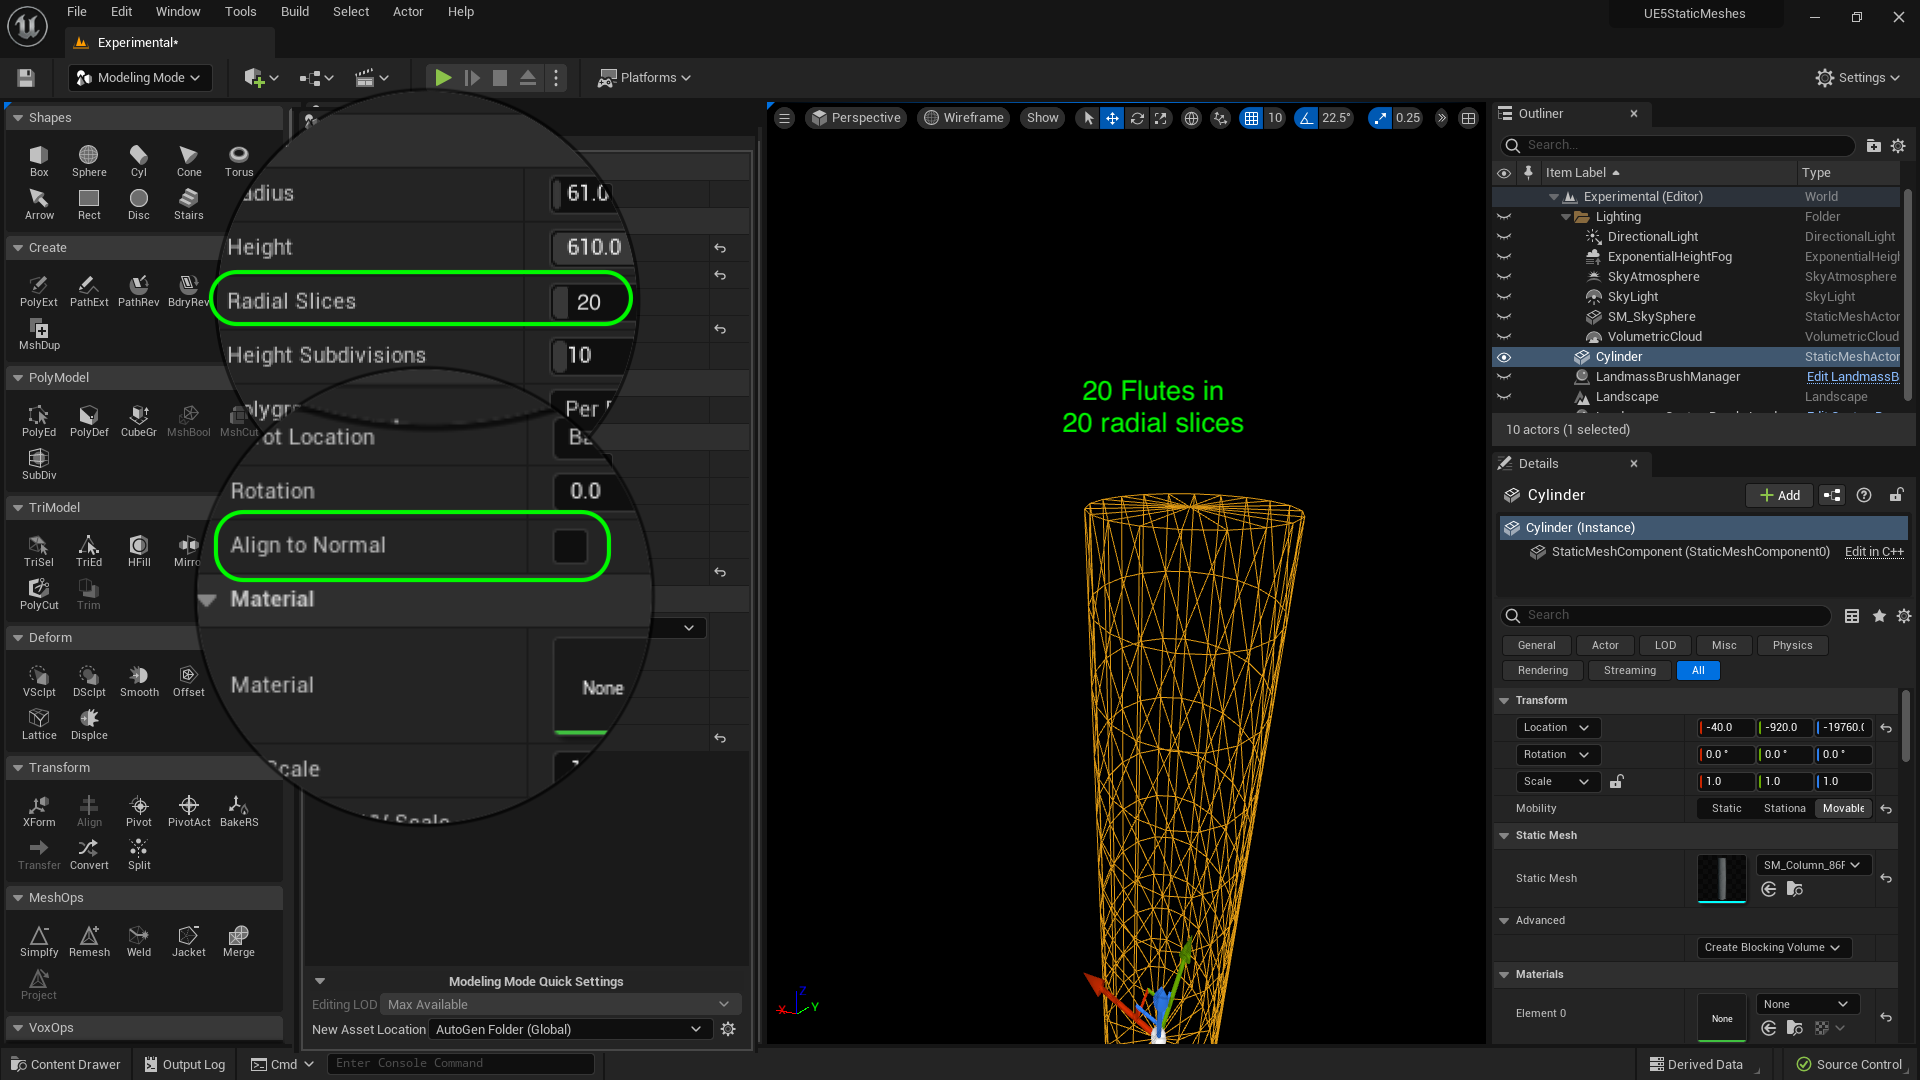 File Edit Window Tools Build Select Actor Help
UE5StaticMeshes
Experimental*
Modeling Mode
Platforms
Settings
Shapes
Box Sphere Cyl Cone Torus
Arrow Rect Disc Stairs
Create
PolyExt PathExt PathRev BdryRev
MshDup
PolyModel
PolyEd PolyDef CubeGr MshBool MshCut
SubDiv
TriModel
TriSel TriEd HFill Mirro
PolyCut Trim
Deform
VSclpt DSclpt Smooth Offset
Lattice Displce
Transform
XForm Align Pivot PivotAct BakeRS
Transfer Convert Split
MeshOps
Simplfy Remesh Weld Jacket Merge
Project
VoxOps
adius 61.0
Height 610.0
Radial Slices 20
Height Subdivisions 10
olygr Per
ot Location Ba
Rotation 0.0
Align to Normal
Material
Material None
Scale
UV Scale
Modeling Mode Quick Settings
Editing LOD Max Available
New Asset Location AutoGen Folder (Global)
Perspective Wireframe Show 10 22.5° 0.25
20 Flutes in
20 radial slices
Z
X Y
Outliner
Search...
Item Label Type
Experimental (Editor) World
Lighting Folder
DirectionalLight DirectionalLight
ExponentialHeightFog ExponentialHeigh
SkyAtmosphere SkyAtmosphere
SkyLight SkyLight
SM_SkySphere StaticMeshActor
VolumetricCloud VolumetricCloud
Cylinder StaticMeshActor
LandmassBrushManager Edit LandmassB
Landscape Landscape
10 actors (1 selected)
Details
Cylinder Add
Cylinder (Instance)
StaticMeshComponent (StaticMeshComponent0) Edit in C++
Search
General Actor LOD Misc Physics
Rendering Streaming All
Transform
Location -40.0 -920.0 -19760.(
Rotation 0.0 ° 0.0 ° 0.0 °
Scale 1.0 1.0 1.0
Mobility Static Stationa Movable
Static Mesh
Static Mesh SM_Column_86F
Advanced
Create Blocking Volume
Materials
Element 0 None None
Content Drawer Output Log Cmd Enter Console Command
Derived Data Source Control